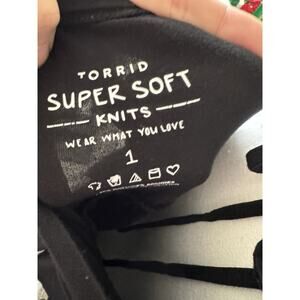 TORRID
SUPER SOFT
KNITS
WEAR WHAT YOU LOVE
1